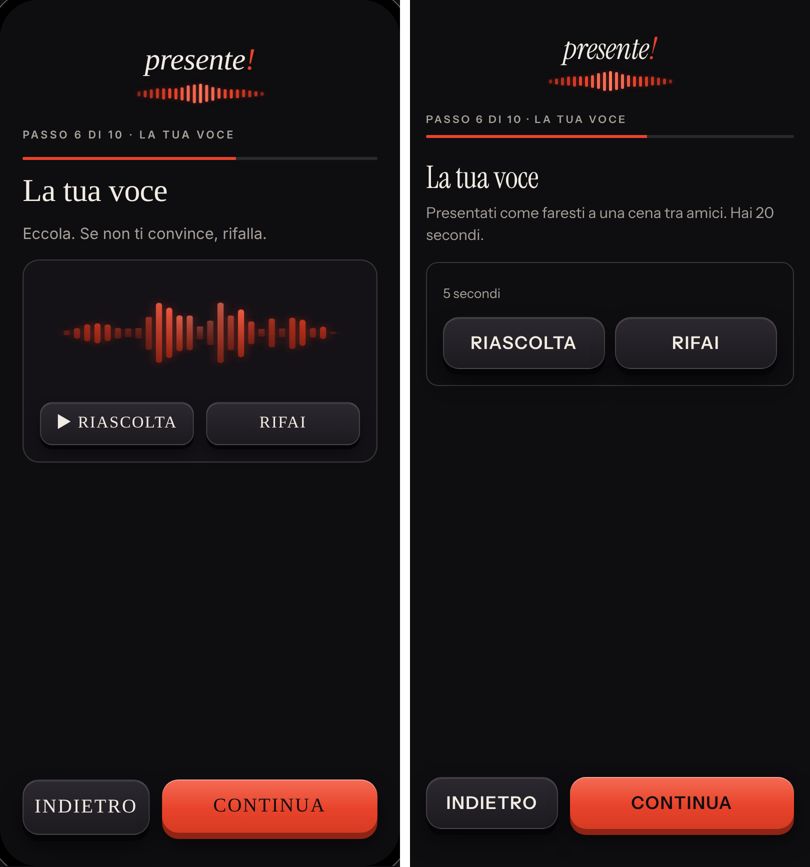 presente!
PASSO 6 DI 10 · LA TUA VOCE
La tua voce
Eccola. Se non ti convince, rifalla.
▶ RIASCOLTA
RIFAI
INDIETRO
CONTINUA
presente!
PASSO 6 DI 10 · LA TUA VOCE
La tua voce
Presentati come faresti a una cena tra amici. Hai 20
secondi.
5 secondi
RIASCOLTA
RIFAI
INDIETRO
CONTINUA